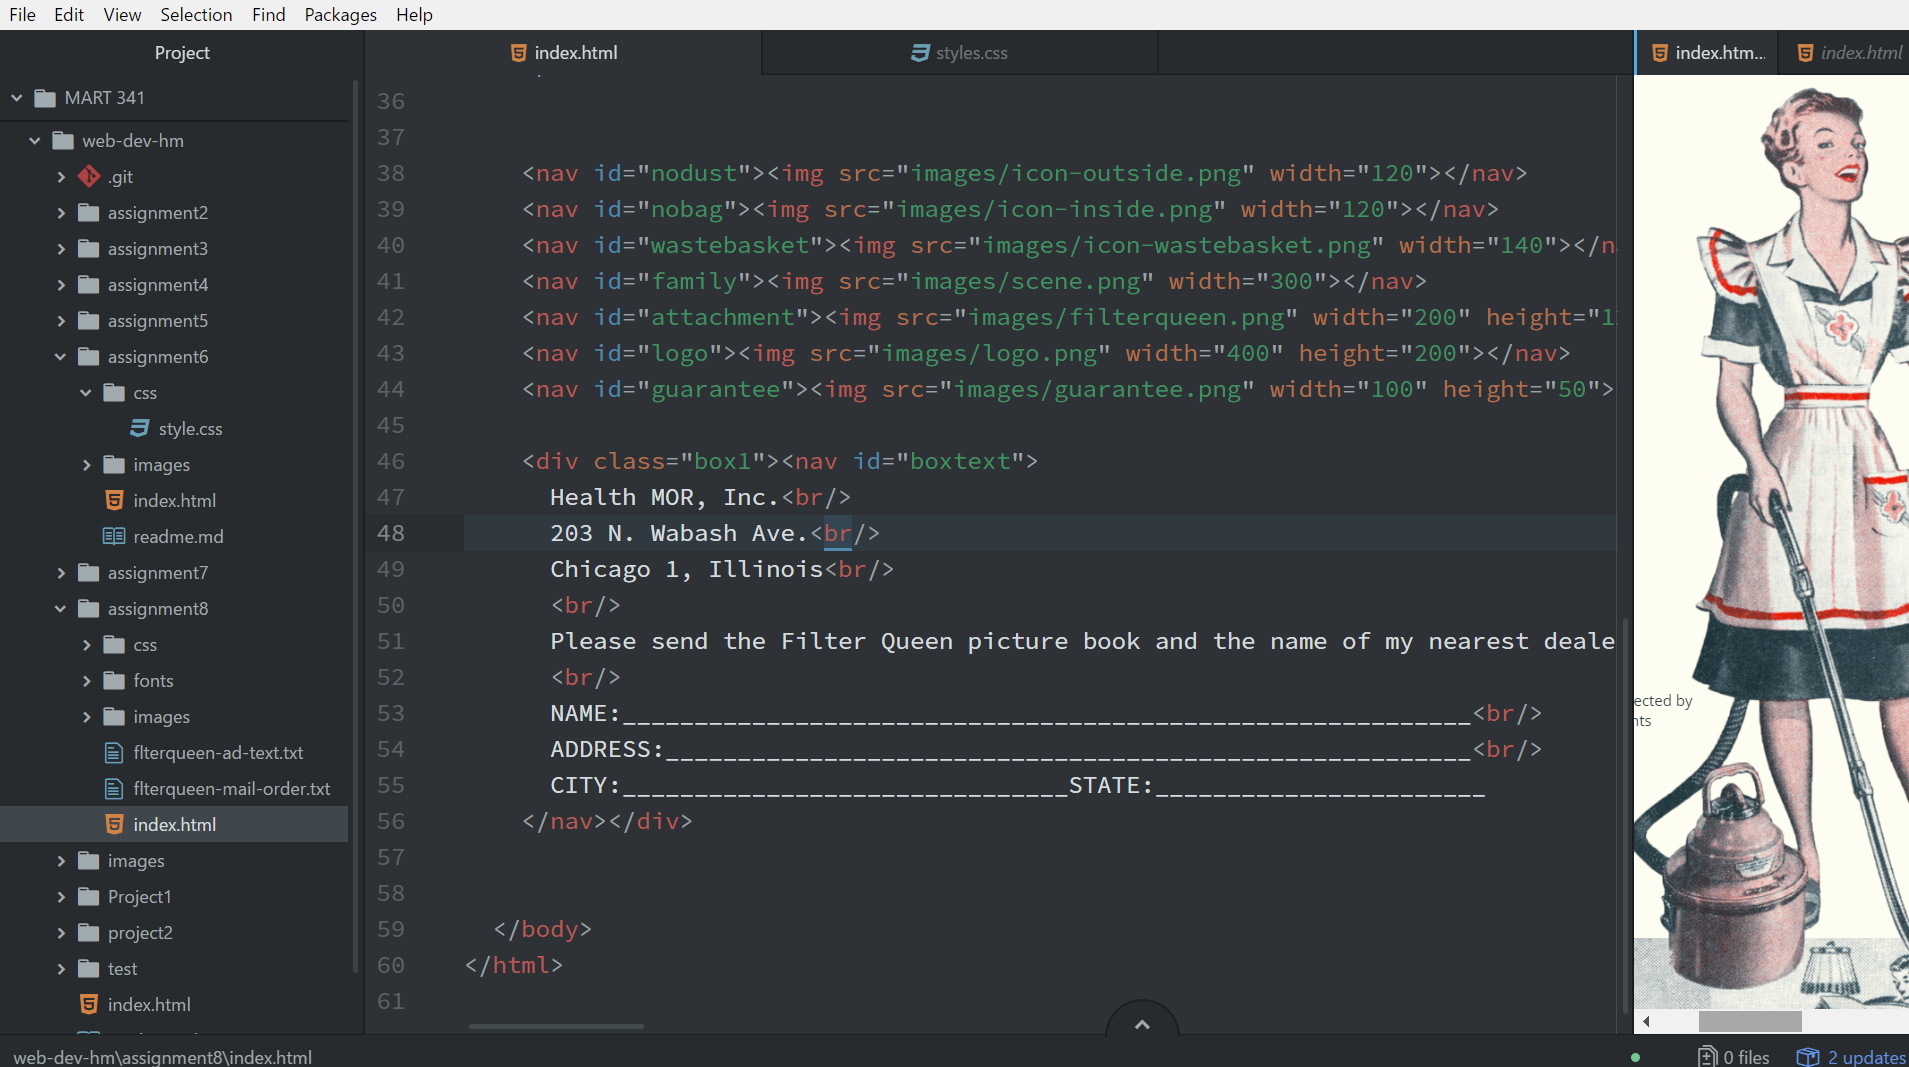 File Edit View Selection Find Packages Help
Project
index.html
styles.css
index.htm...
index.html
MART 341
web-dev-hm
.git
assignment2
assignment3
assignment4
assignment5
assignment6
css
style.css
images
index.html
readme.md
assignment7
assignment8
css
fonts
images
flterqueen-ad-text.txt
flterqueen-mail-order.txt
index.html
images
Project1
project2
test
index.html
36
37
38 <nav id="nodust"><img src="images/icon-outside.png" width="120"></nav>
39 <nav id="nobag"><img src="images/icon-inside.png" width="120"></nav>
40 <nav id="wastebasket"><img src="images/icon-wastebasket.png" width="140"></n
41 <nav id="family"><img src="images/scene.png" width="300"></nav>
42 <nav id="attachment"><img src="images/filterqueen.png" width="200" height="1
43 <nav id="logo"><img src="images/logo.png" width="400" height="200"></nav>
44 <nav id="guarantee"><img src="images/guarantee.png" width="100" height="50">
45
46 <div class="box1"><nav id="boxtext">
47 Health MOR, Inc.<br/>
48 203 N. Wabash Ave.<br/>
49 Chicago 1, Illinois<br/>
50 <br/>
51 Please send the Filter Queen picture book and the name of my nearest deale
52 <br/>
53 NAME:___________________________________________________________<br/>
54 ADDRESS:________________________________________________________<br/>
55 CITY:_______________________________STATE:_______________________
56 </nav></div>
57
58
59 </body>
60 </html>
61
ected by
nts
web-dev-hm\assignment8\index.html
0 files
2 updates